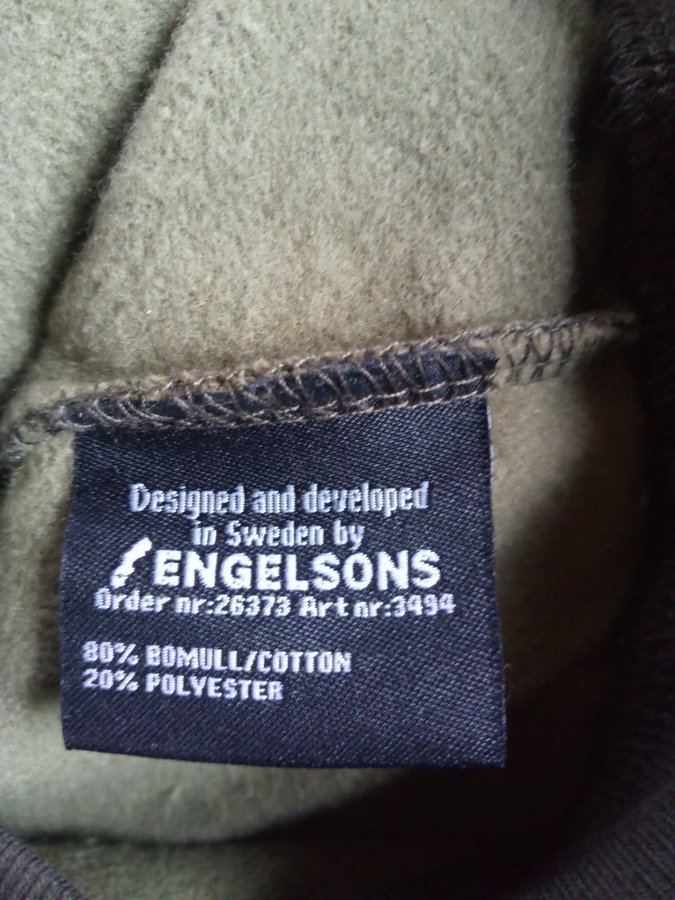 Designed and developed
in Sweden by
ENGELSONS
Order nr:26373 Art nr:3494
80% BOMULL/COTTON
20% POLYESTER